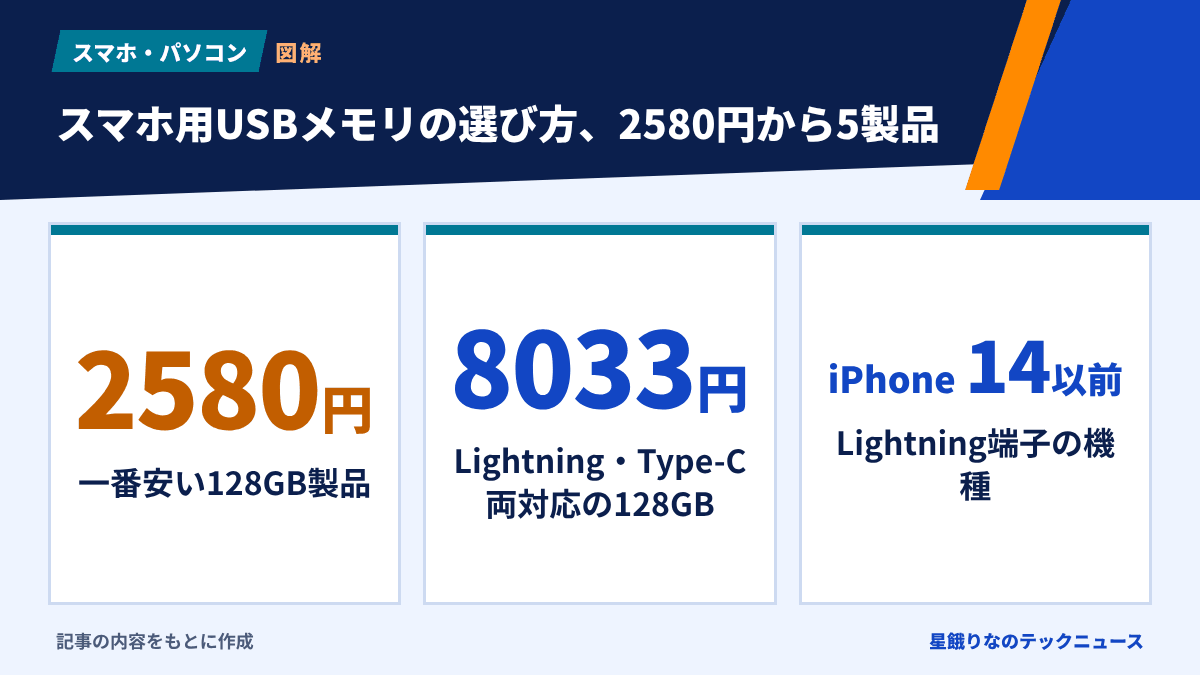 スマホ・パソコン 図解
スマホ用USBメモリの選び方、2580円から5製品
2580円
一番安い128GB製品
8033円
Lightning・Type-C
両対応の128GB
iPhone 14以前
Lightning端子の機
種
記事の内容をもとに作成
星餓りなのテックニュース